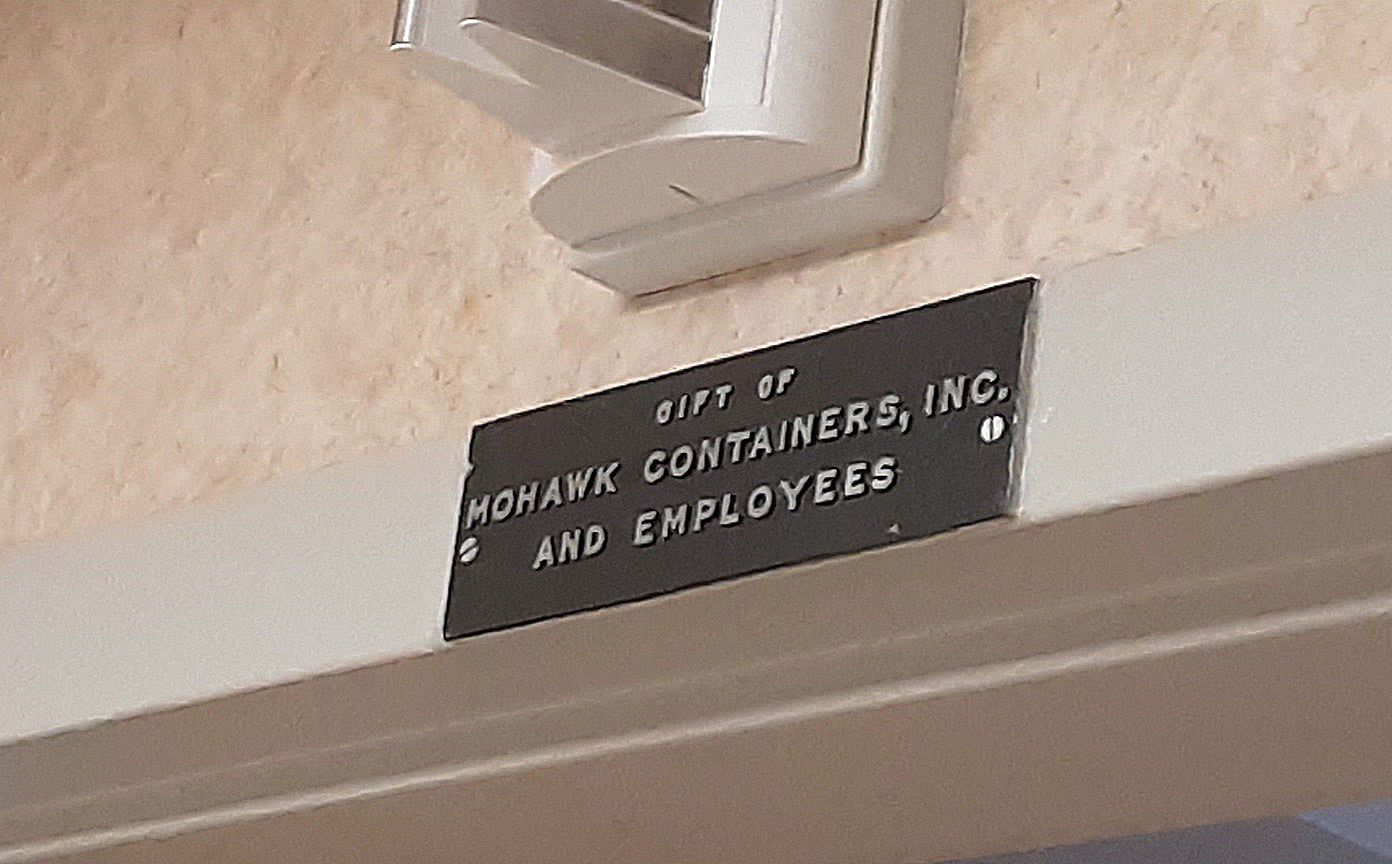 GIFT OF
MOHAWK CONTAINERS, INC.
AND EMPLOYEES